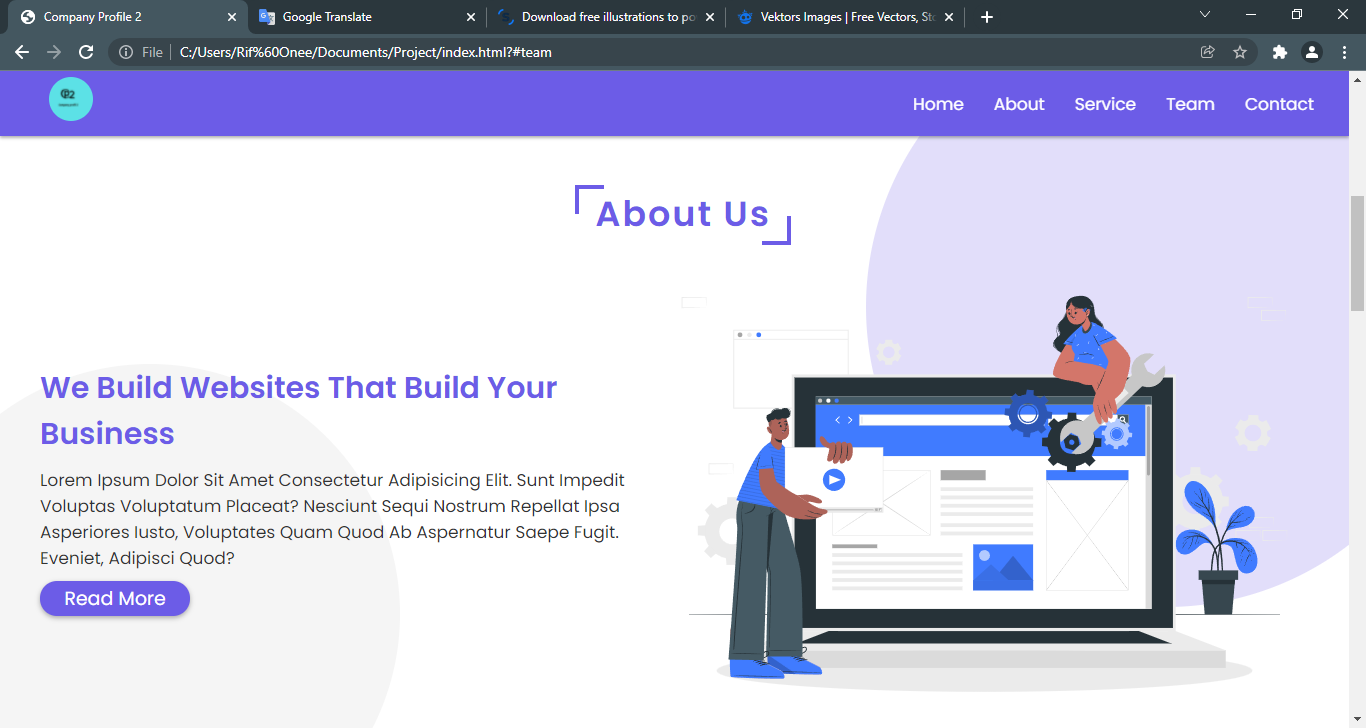 Company Profile 2
Google Translate
Download free illustrations to po
Vektors Images | Free Vectors, Sto
File
C:/Users/Rif%60Onee/Documents/Project/index.html?#team
Home
About
Service
Team
Contact
About Us
We Build Websites That Build Your
Business
Lorem Ipsum Dolor Sit Amet Consectetur Adipisicing Elit. Sunt Impedit
Voluptas Voluptatum Placeat? Nesciunt Sequi Nostrum Repellat Ipsa
Asperiores Iusto, Voluptates Quam Quod Ab Aspernatur Saepe Fugit.
Eveniet, Adipisci Quod?
Read More